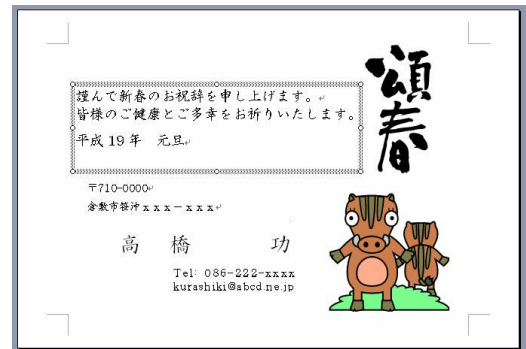 頌春
謹んで新春のお祝辞を申し上げます。
皆様のご健康とご多幸をお祈りいたします。
平成19年　元旦
〒710-0000
倉敷市笹沖ｘｘｘ－ｘｘｘ
高　橋　　功
Tel: 086-222-xxxx
kurashiki@abcd.ne.jp